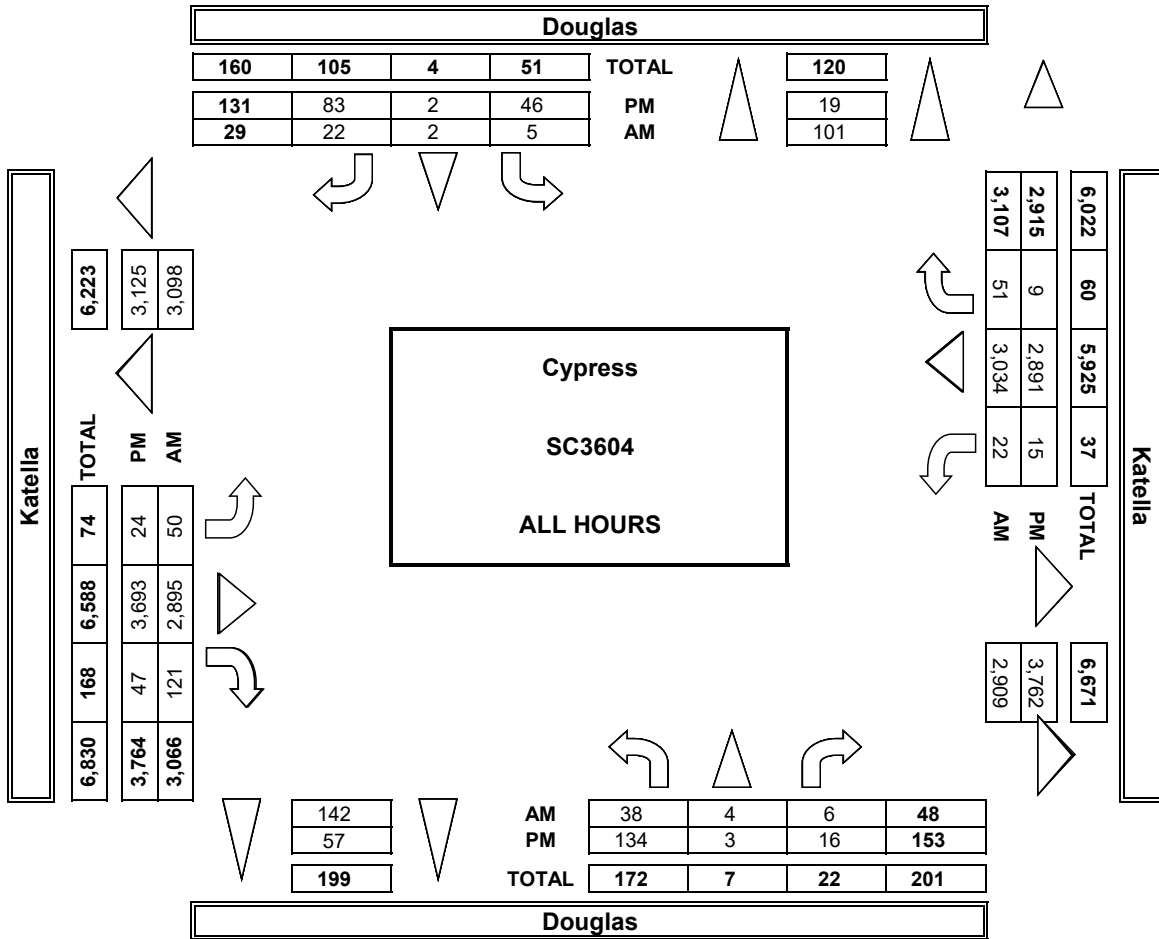 Douglas
160 105 4 51 TOTAL 120
131 83 2 46 PM 19
29 22 2 5 AM 101
Katella
6,223
3,125
3,098
TOTAL 74 6,588 168 6,830
PM 24 3,693 47 3,764
AM 50 2,895 121 3,066
Cypress
SC3604
ALL HOURS
6,022 60 5,925 37 TOTAL
2,915 9 2,891 15 PM
3,107 51 3,034 22 AM
6,671
3,762
2,909
Katella
142 AM 38 4 6 48
57 PM 134 3 16 153
199 TOTAL 172 7 22 201
Douglas